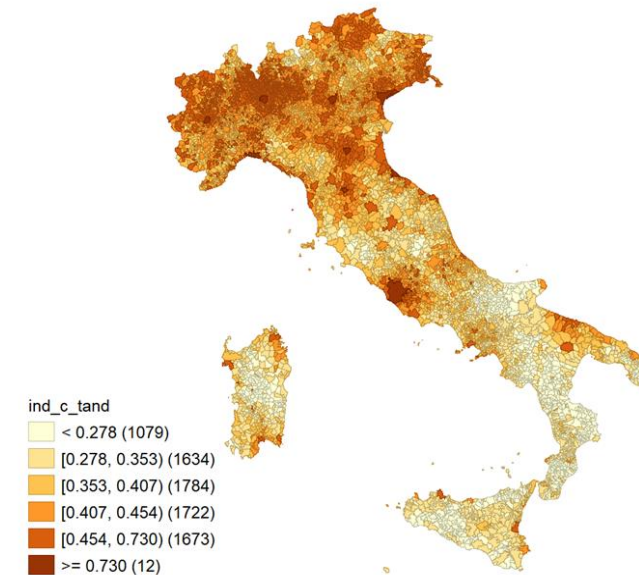 ind_c_tand
< 0.278 (1079)
[0.278, 0.353) (1634)
[0.353, 0.407) (1784)
[0.407, 0.454) (1722)
[0.454, 0.730) (1673)
>= 0.730 (12)